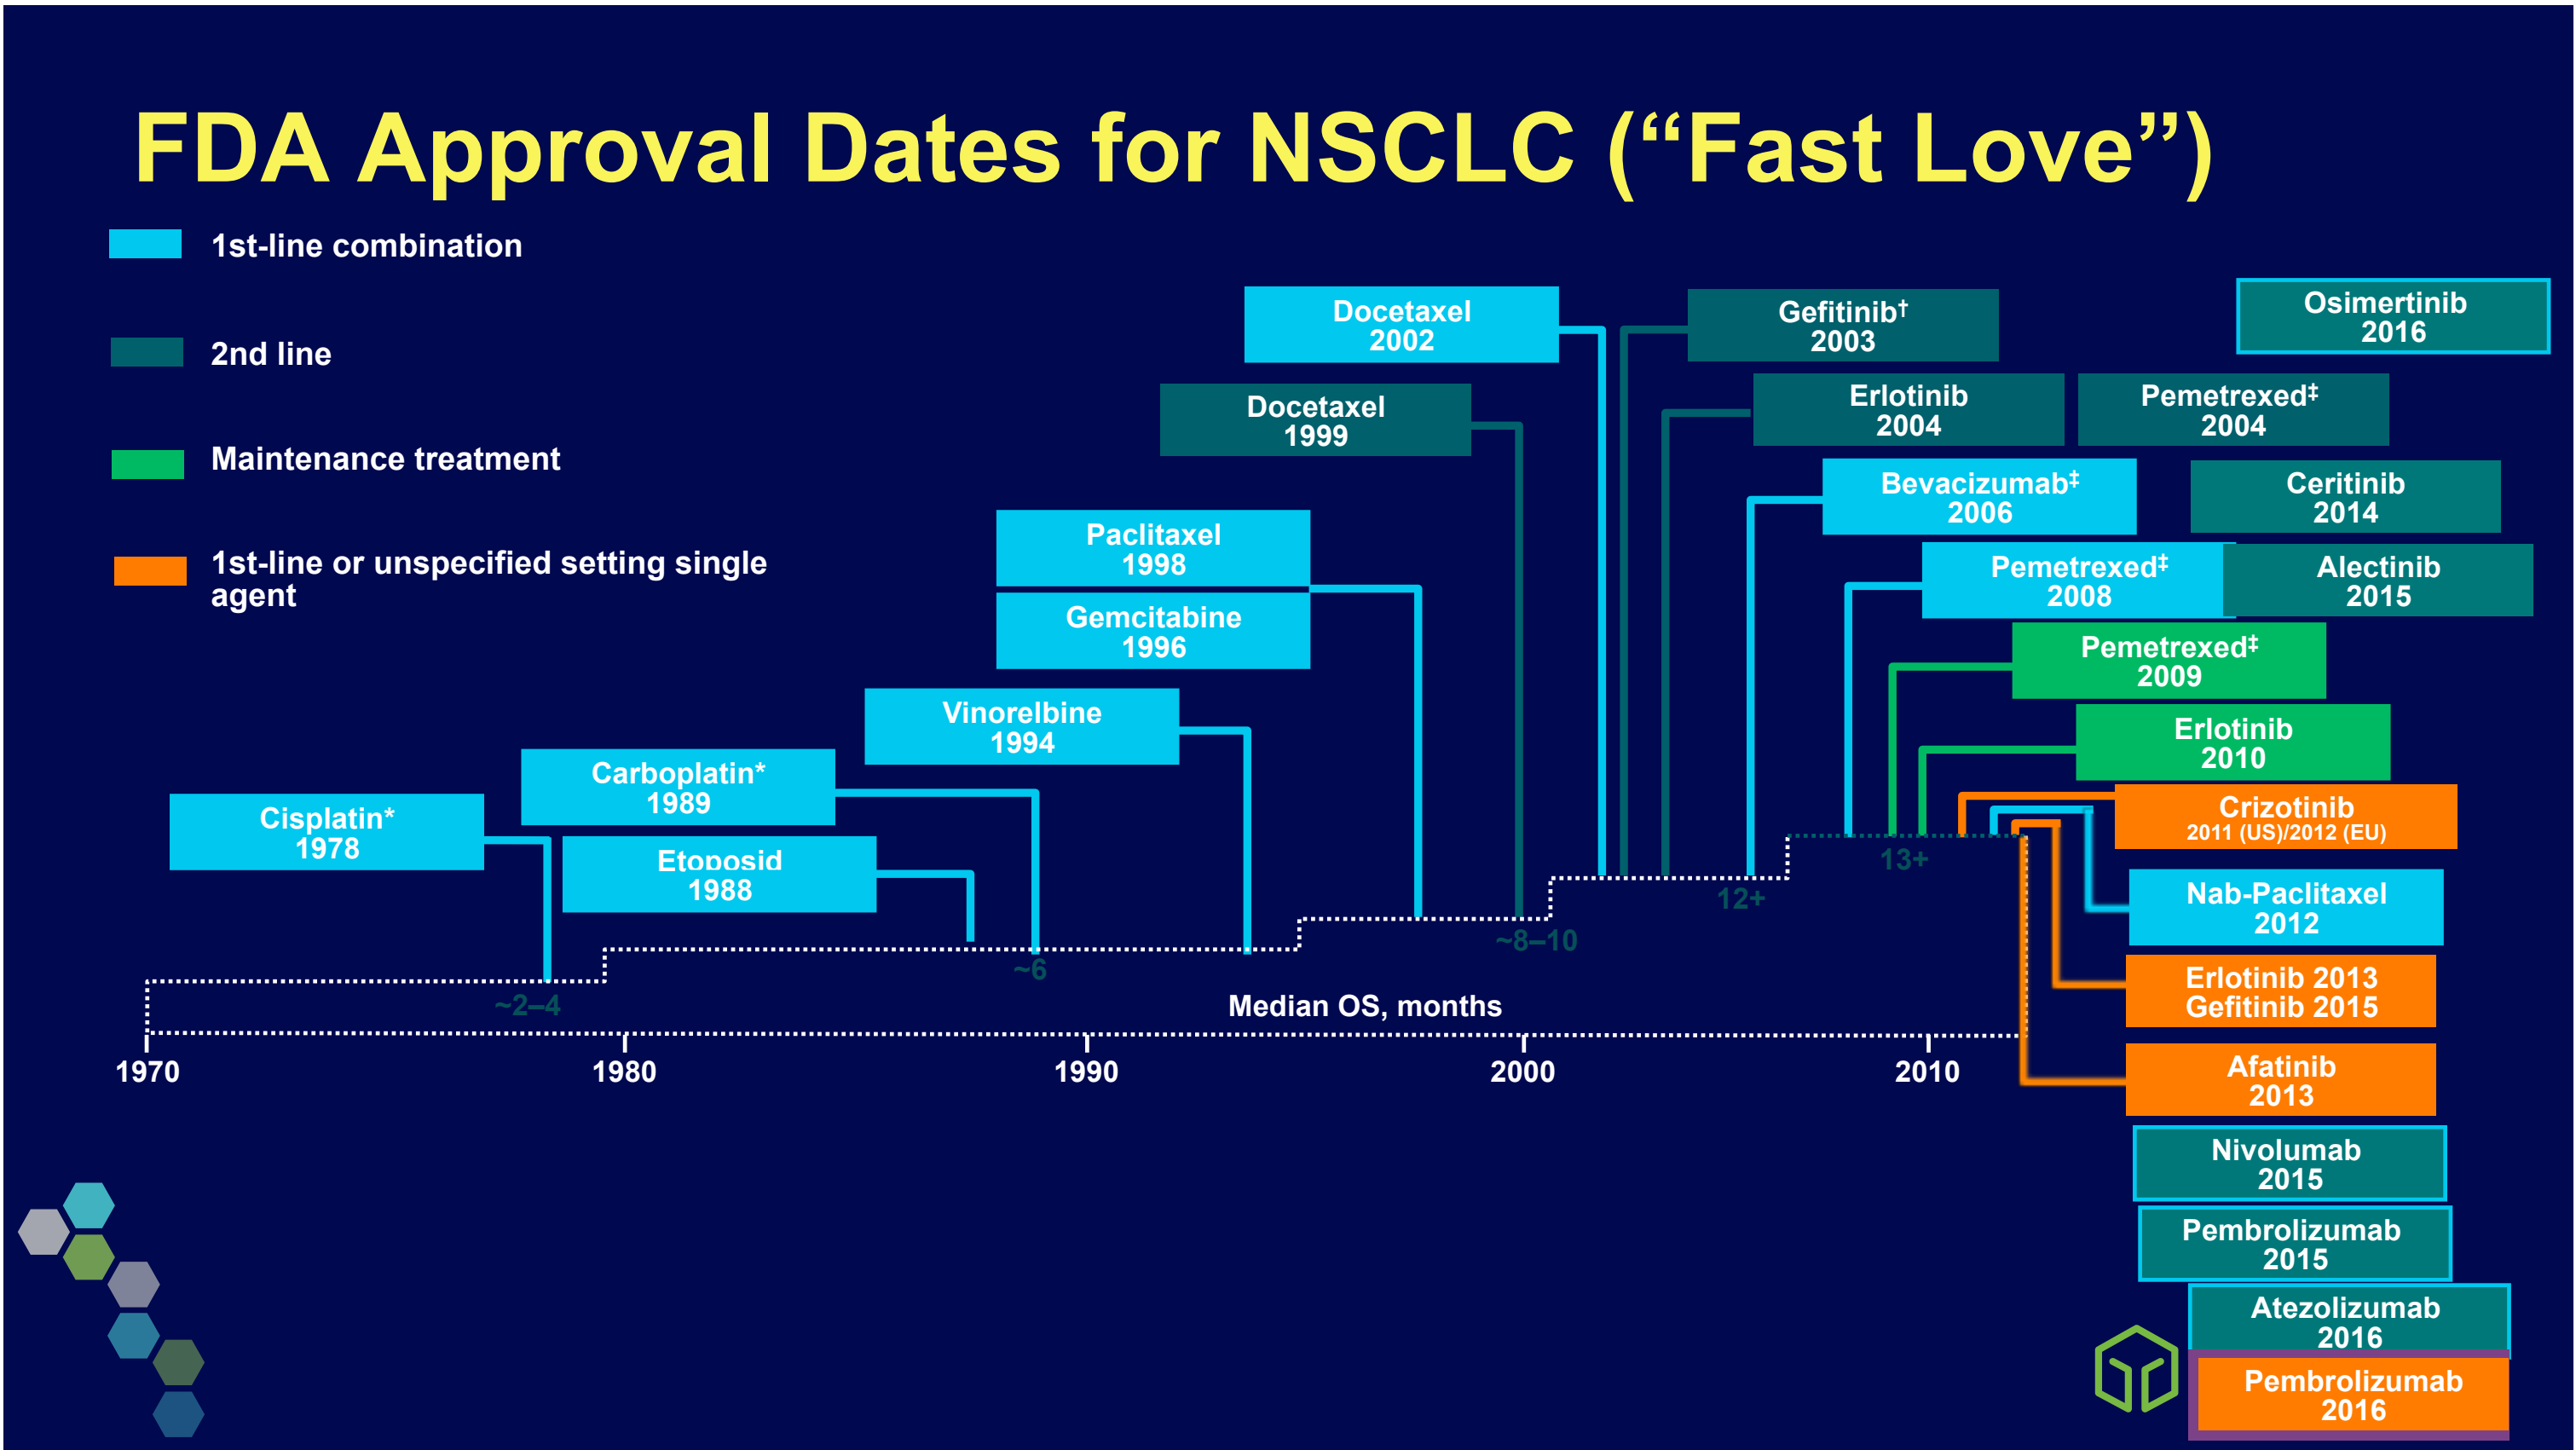 FDA Approval Dates for NSCLC (“Fast Love”)
1st-line combination
2nd line
Maintenance treatment
1st-line or unspecified setting single
agent
Docetaxel
2002
Gefitinib†
2003
Osimertinib
2016
Docetaxel
1999
Erlotinib
2004
Pemetrexed‡
2004
Bevacizumab‡
2006
Ceritinib
2014
Paclitaxel
1998
Pemetrexed‡
2008
Alectinib
2015
Gemcitabine
1996
Pemetrexed‡
2009
Vinorelbine
1994
Erlotinib
2010
Carboplatin*
1989
Cisplatin*
1978
Crizotinib
2011 (US)/2012 (EU)
Etoposid
1988
Nab-Paclitaxel
2012
Erlotinib 2013
Gefitinib 2015
Afatinib
2013
Nivolumab
2015
Pembrolizumab
2015
Atezolizumab
2016
Pembrolizumab
2016
13+
12+
~8–10
~6
~2–4
Median OS, months
1970
1980
1990
2000
2010